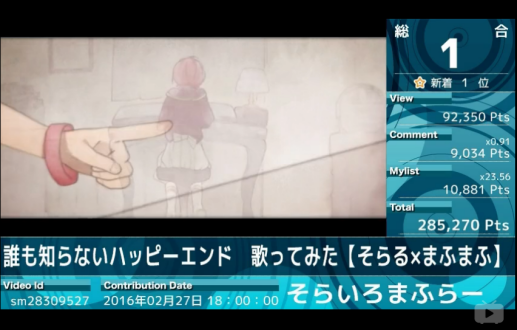 総合
1
新着 1 位
View
92,350 Pts
Comment
x0.91
9,034 Pts
Mylist
x23.56
10,881 Pts
Total
285,270 Pts
誰も知らないハッピーエンド 歌ってみた【そらる×まふまふ】
Video Id
sm28309527
Contribution Date
2016年02月27日 18：00：00
そらいろまふらー